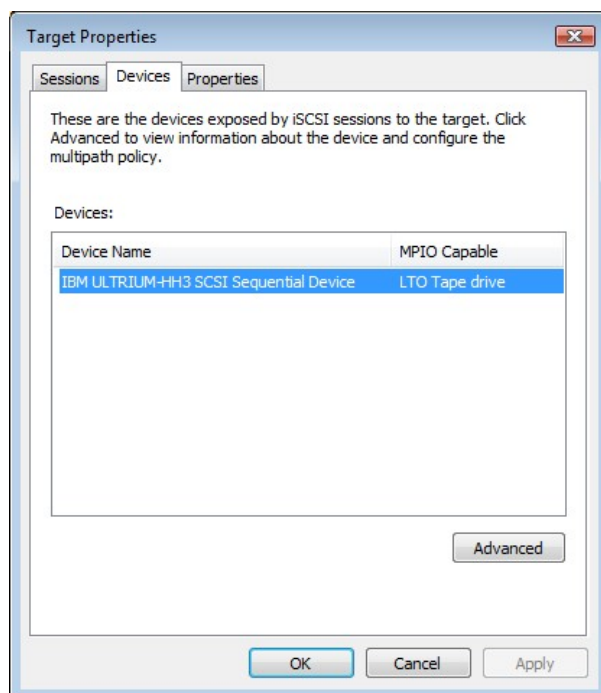 Target Properties
Sessions Devices Properties
These are the devices exposed by iSCSI sessions to the target. Click
Advanced to view information about the device and configure the
multipath policy.
Devices:
Device Name MPIO Capable
IBM ULTRIUM-HH3 SCSI Sequential Device LTO Tape drive
Advanced
OK Cancel Apply